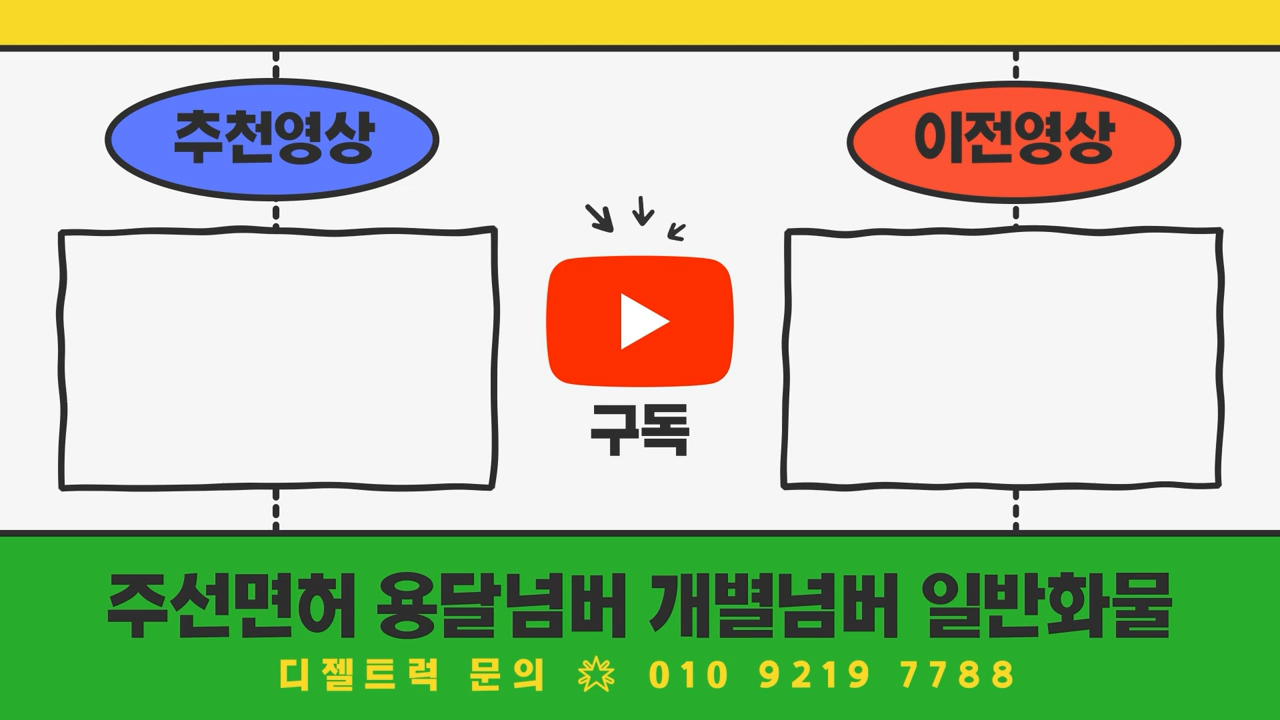 추천영상
이전영상
구독
주선면허 용달넘버 개별넘버 일반화물
디젤트럭 문의 010 9219 7788